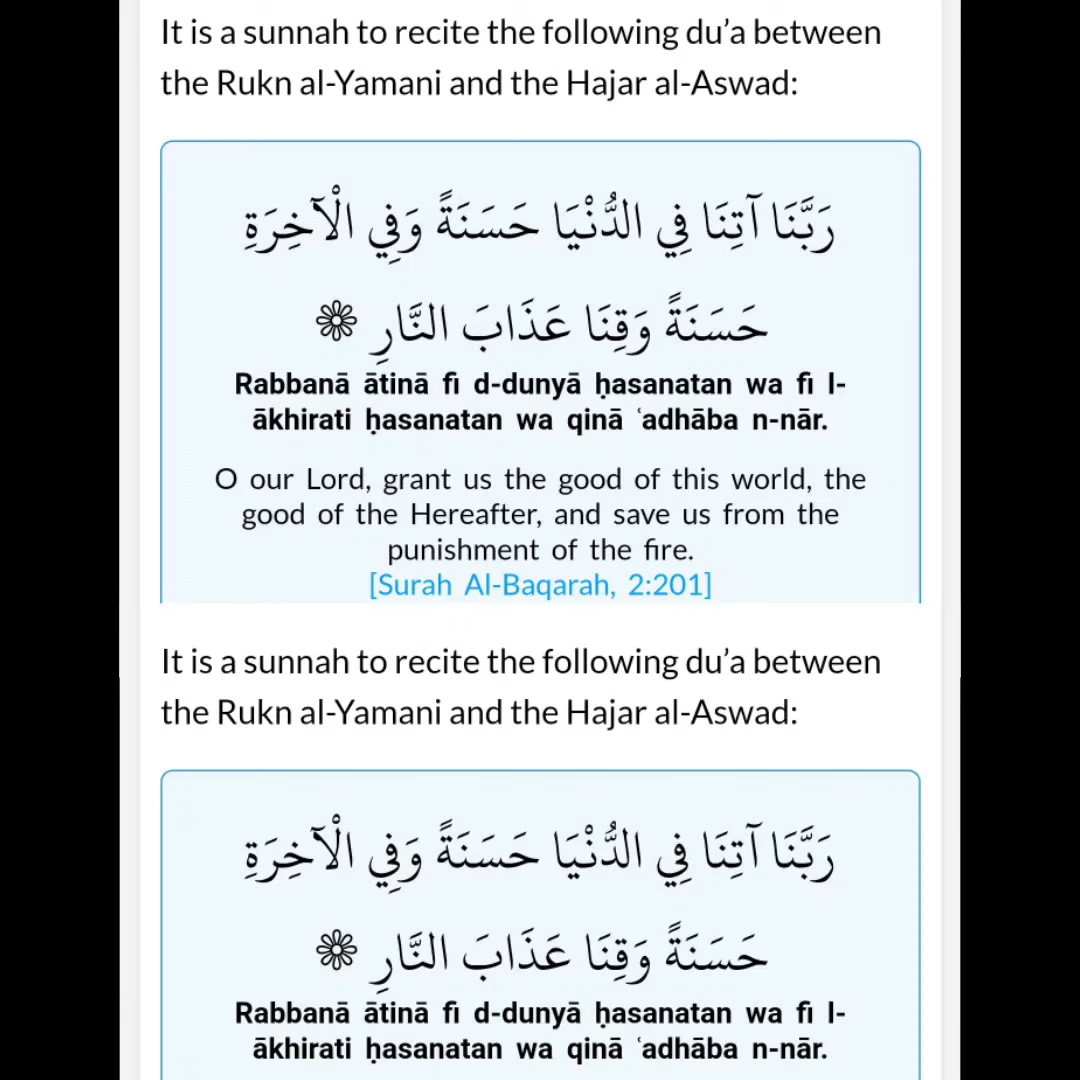 It is a sunnah to recite the following du’a between
the Rukn al-Yamani and the Hajar al-Aswad:
رَبَّنَا آتِنَا فِي الدُّنْيَا حَسَنَةً وَفِي الْآخِرَةِ
حَسَنَةً وَقِنَا عَذَابَ النَّارِ ❁
Rabbanā ātinā fi d-dunyā ḥasanatan wa fi l-
ākhirati ḥasanatan wa qinā ʿadhāba n-nār.
O our Lord, grant us the good of this world, the
good of the Hereafter, and save us from the
punishment of the fire.
[Surah Al-Baqarah, 2:201]
It is a sunnah to recite the following du’a between
the Rukn al-Yamani and the Hajar al-Aswad:
رَبَّنَا آتِنَا فِي الدُّنْيَا حَسَنَةً وَفِي الْآخِرَةِ
حَسَنَةً وَقِنَا عَذَابَ النَّارِ ❁
Rabbanā ātinā fi d-dunyā ḥasanatan wa fi l-
ākhirati ḥasanatan wa qinā ʿadhāba n-nār.